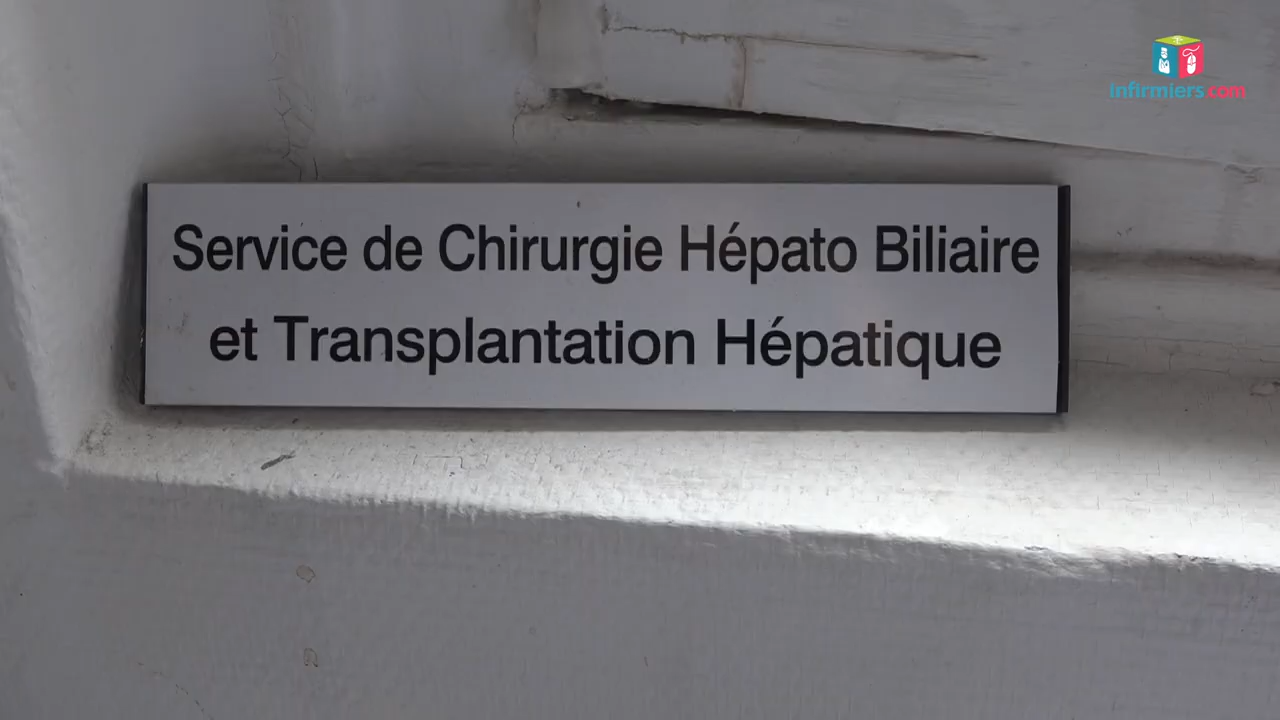 infirmiers.com
Service de Chirurgie Hépato Biliaire
et Transplantation Hépatique